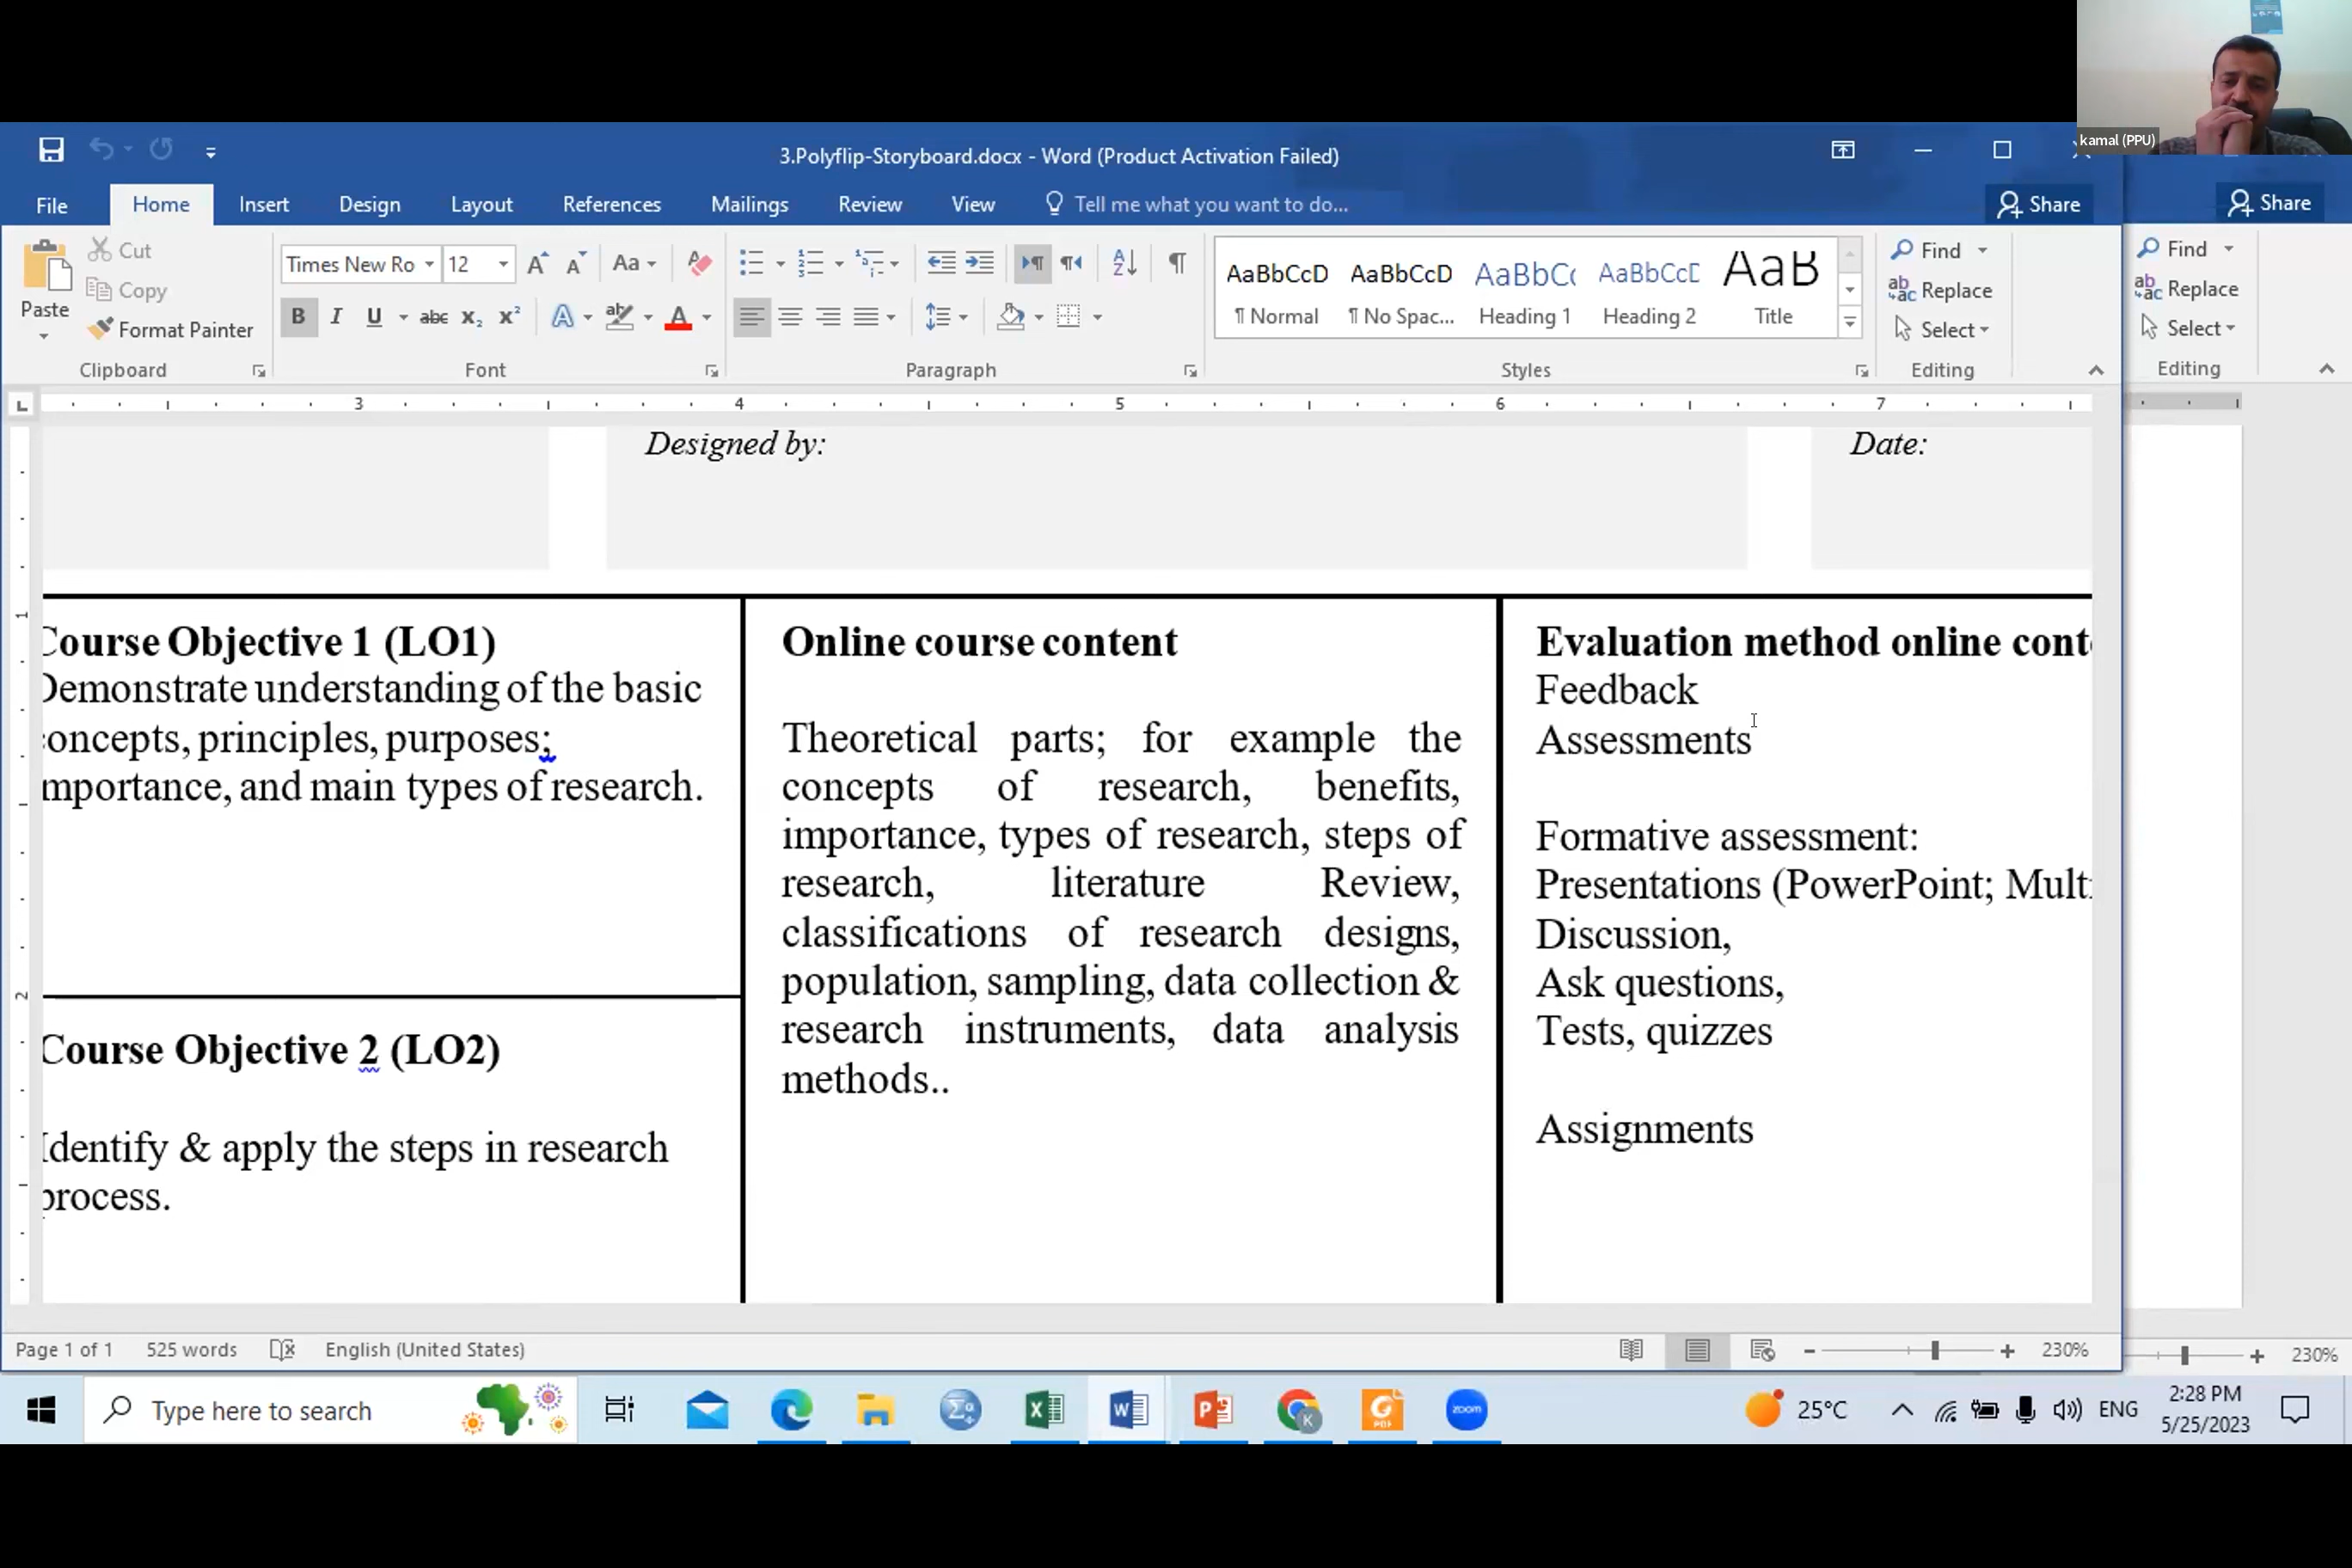 kamal (PPU)
3.Polyflip-Storyboard.docx - Word (Product Activation Failed)
File Home Insert Design Layout References Mailings Review View Tell me what you want to do... Share
Share
Cut
Copy
Paste
Format Painter
Clipboard
Times New Ro 12
Font
Paragraph
AaBbCcD AaBbCcD AaBbC AaBbCcD AaB
¶ Normal ¶ No Spac... Heading 1 Heading 2 Title
Styles
Find
Replace
Select
Editing
Find
Replace
Select
Editing
3 4 5 6 7
Designed by:
Date:
1
2
Course Objective 1 (LO1)
Demonstrate understanding of the basic
concepts, principles, purposes;
importance, and main types of research.
Course Objective 2 (LO2)
Identify & apply the steps in research
process.
Online course content
Theoretical parts; for example the
concepts of research, benefits,
importance, types of research, steps of
research, literature Review,
classifications of research designs,
population, sampling, data collection &
research instruments, data analysis
methods..
Evaluation method online cont
Feedback
Assessments
Formative assessment:
Presentations (PowerPoint; Mult
Discussion,
Ask questions,
Tests, quizzes
Assignments
Page 1 of 1 525 words English (United States) 230%
230%
Type here to search
zoom
25°C
ENG
2:28 PM
5/25/2023